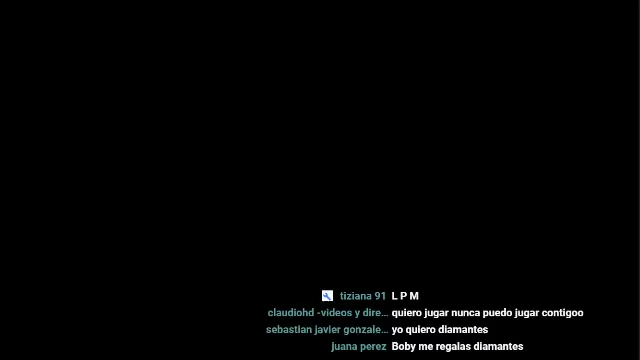 tiziana 91 L P M
claudiohd -videos y dire... quiero jugar nunca puedo jugar contigoo
sebastian javier gonzale... yo quiero diamantes
juana perez Boby me regalas diamantes